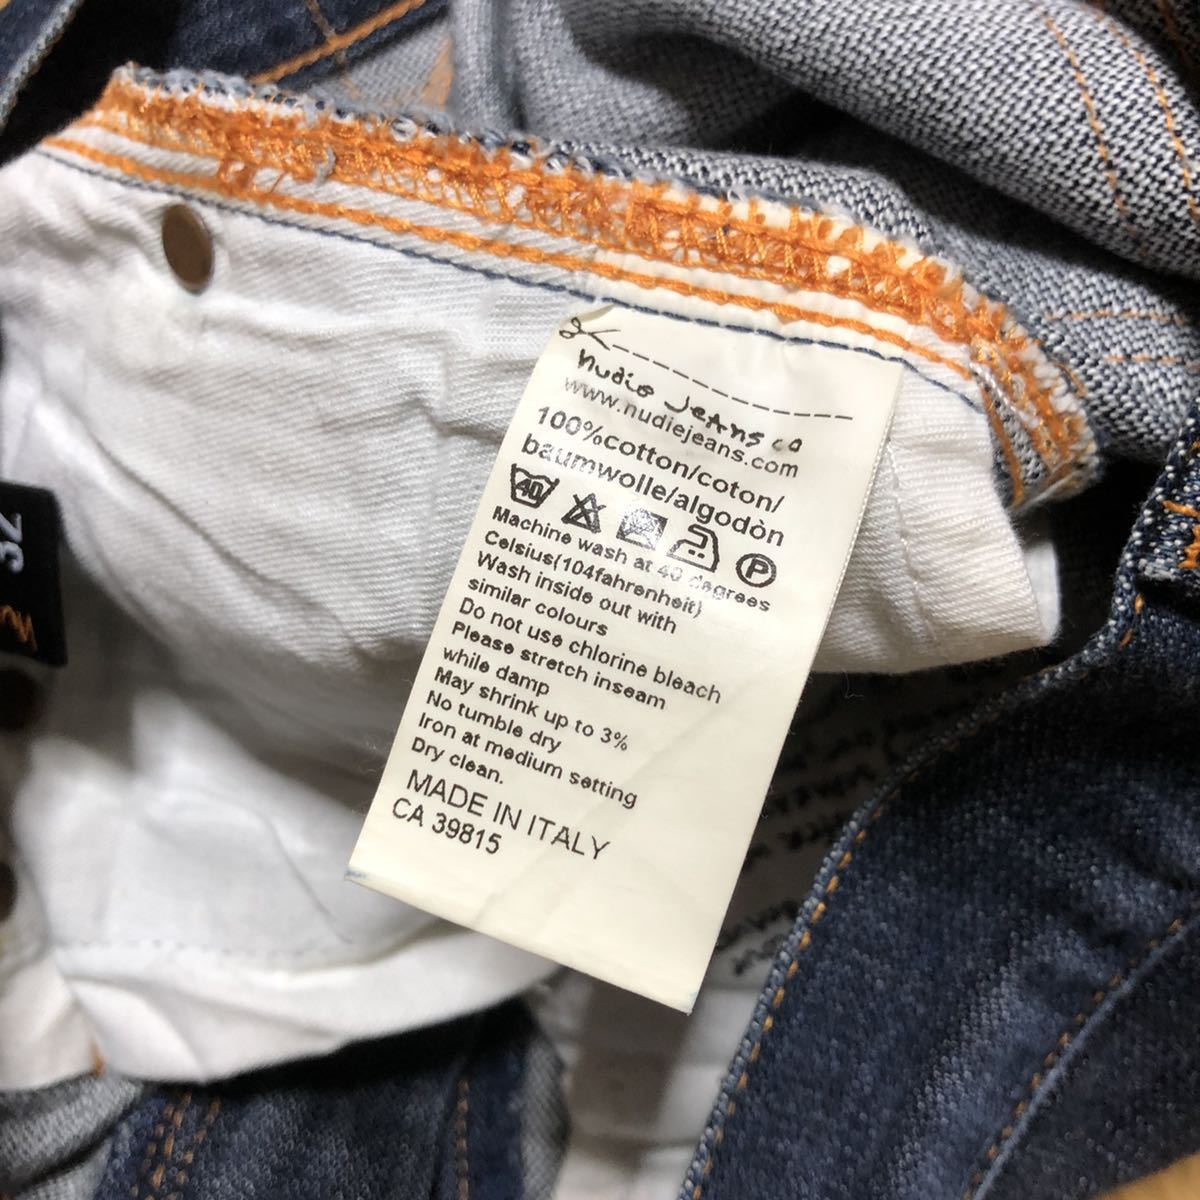 nudie jeans co
www.nudiejeans.com
100%cotton/coton/
baumwolle/algodòn
40 P
Machine wash at 40 degrees
Celsius(104fahrenheit)
Wash inside out with
similar colours
Do not use chlorine bleach
Please stretch inseam
while damp
May shrink up to 3%
No tumble dry
Iron at medium setting
Dry clean.
MADE IN ITALY
CA 39815
32